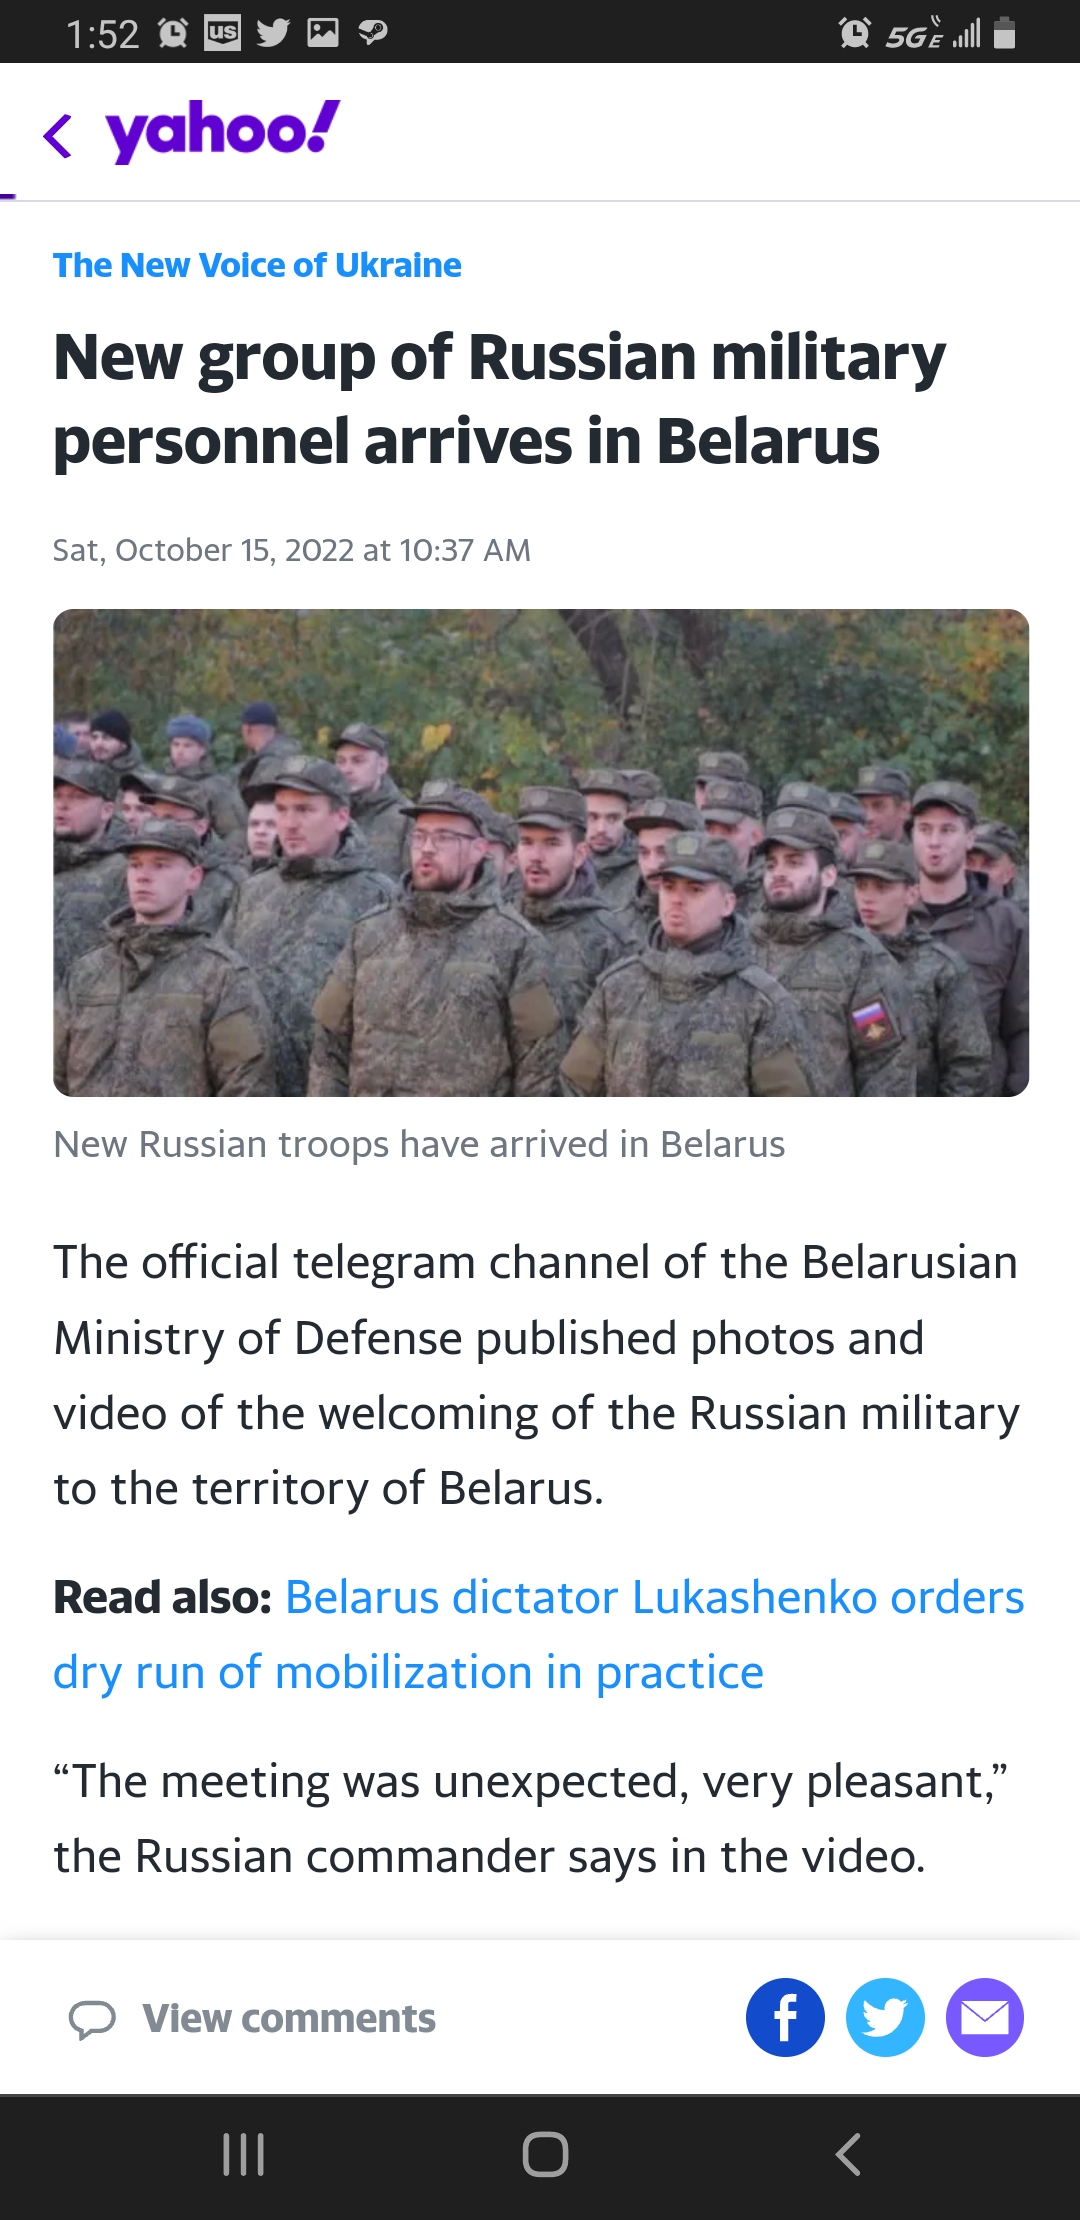 1:52
us
5GE
yahoo!
The New Voice of Ukraine
New group of Russian military
personnel arrives in Belarus
Sat, October 15, 2022 at 10:37 AM
New Russian troops have arrived in Belarus
The official telegram channel of the Belarusian
Ministry of Defense published photos and
video of the welcoming of the Russian military
to the territory of Belarus.
Read also: Belarus dictator Lukashenko orders
dry run of mobilization in practice
“The meeting was unexpected, very pleasant,”
the Russian commander says in the video.
View comments